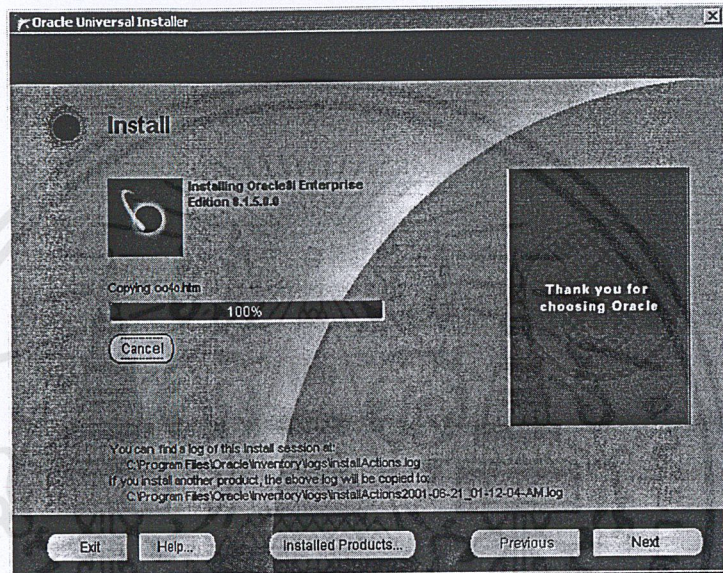 Oracle Universal Installer
Install
Installing Oracle8i Enterprise
Edition 8.1.5.0.0
Copying oo4o.htm
100%
Cancel
Thank you for
choosing Oracle
You can find a log of this install session at:
C:\Program Files\Oracle\Inventory\logs\installActions.log
If you install another product, the above log will be copied to:
C:\Program Files\Oracle\Inventory\logs\installActions2001-06-21_01-12-04-AM.log
Exit
Help...
Installed Products...
Previous
Next